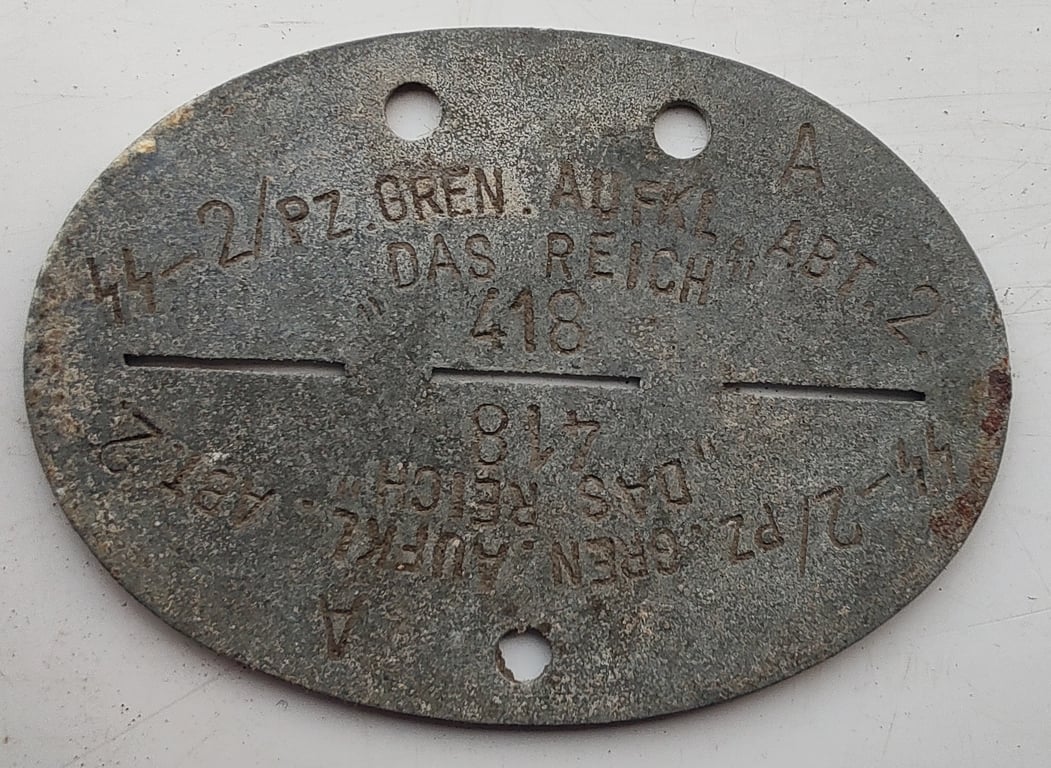 A
ᛋᛋ-2/PZ.GREN. AUFKL. ABT. 2.
"DAS REICH"
418
418
"DAS REICH"
ᛋᛋ-2/PZ. GREN. AUFKL. ABT. 2
A